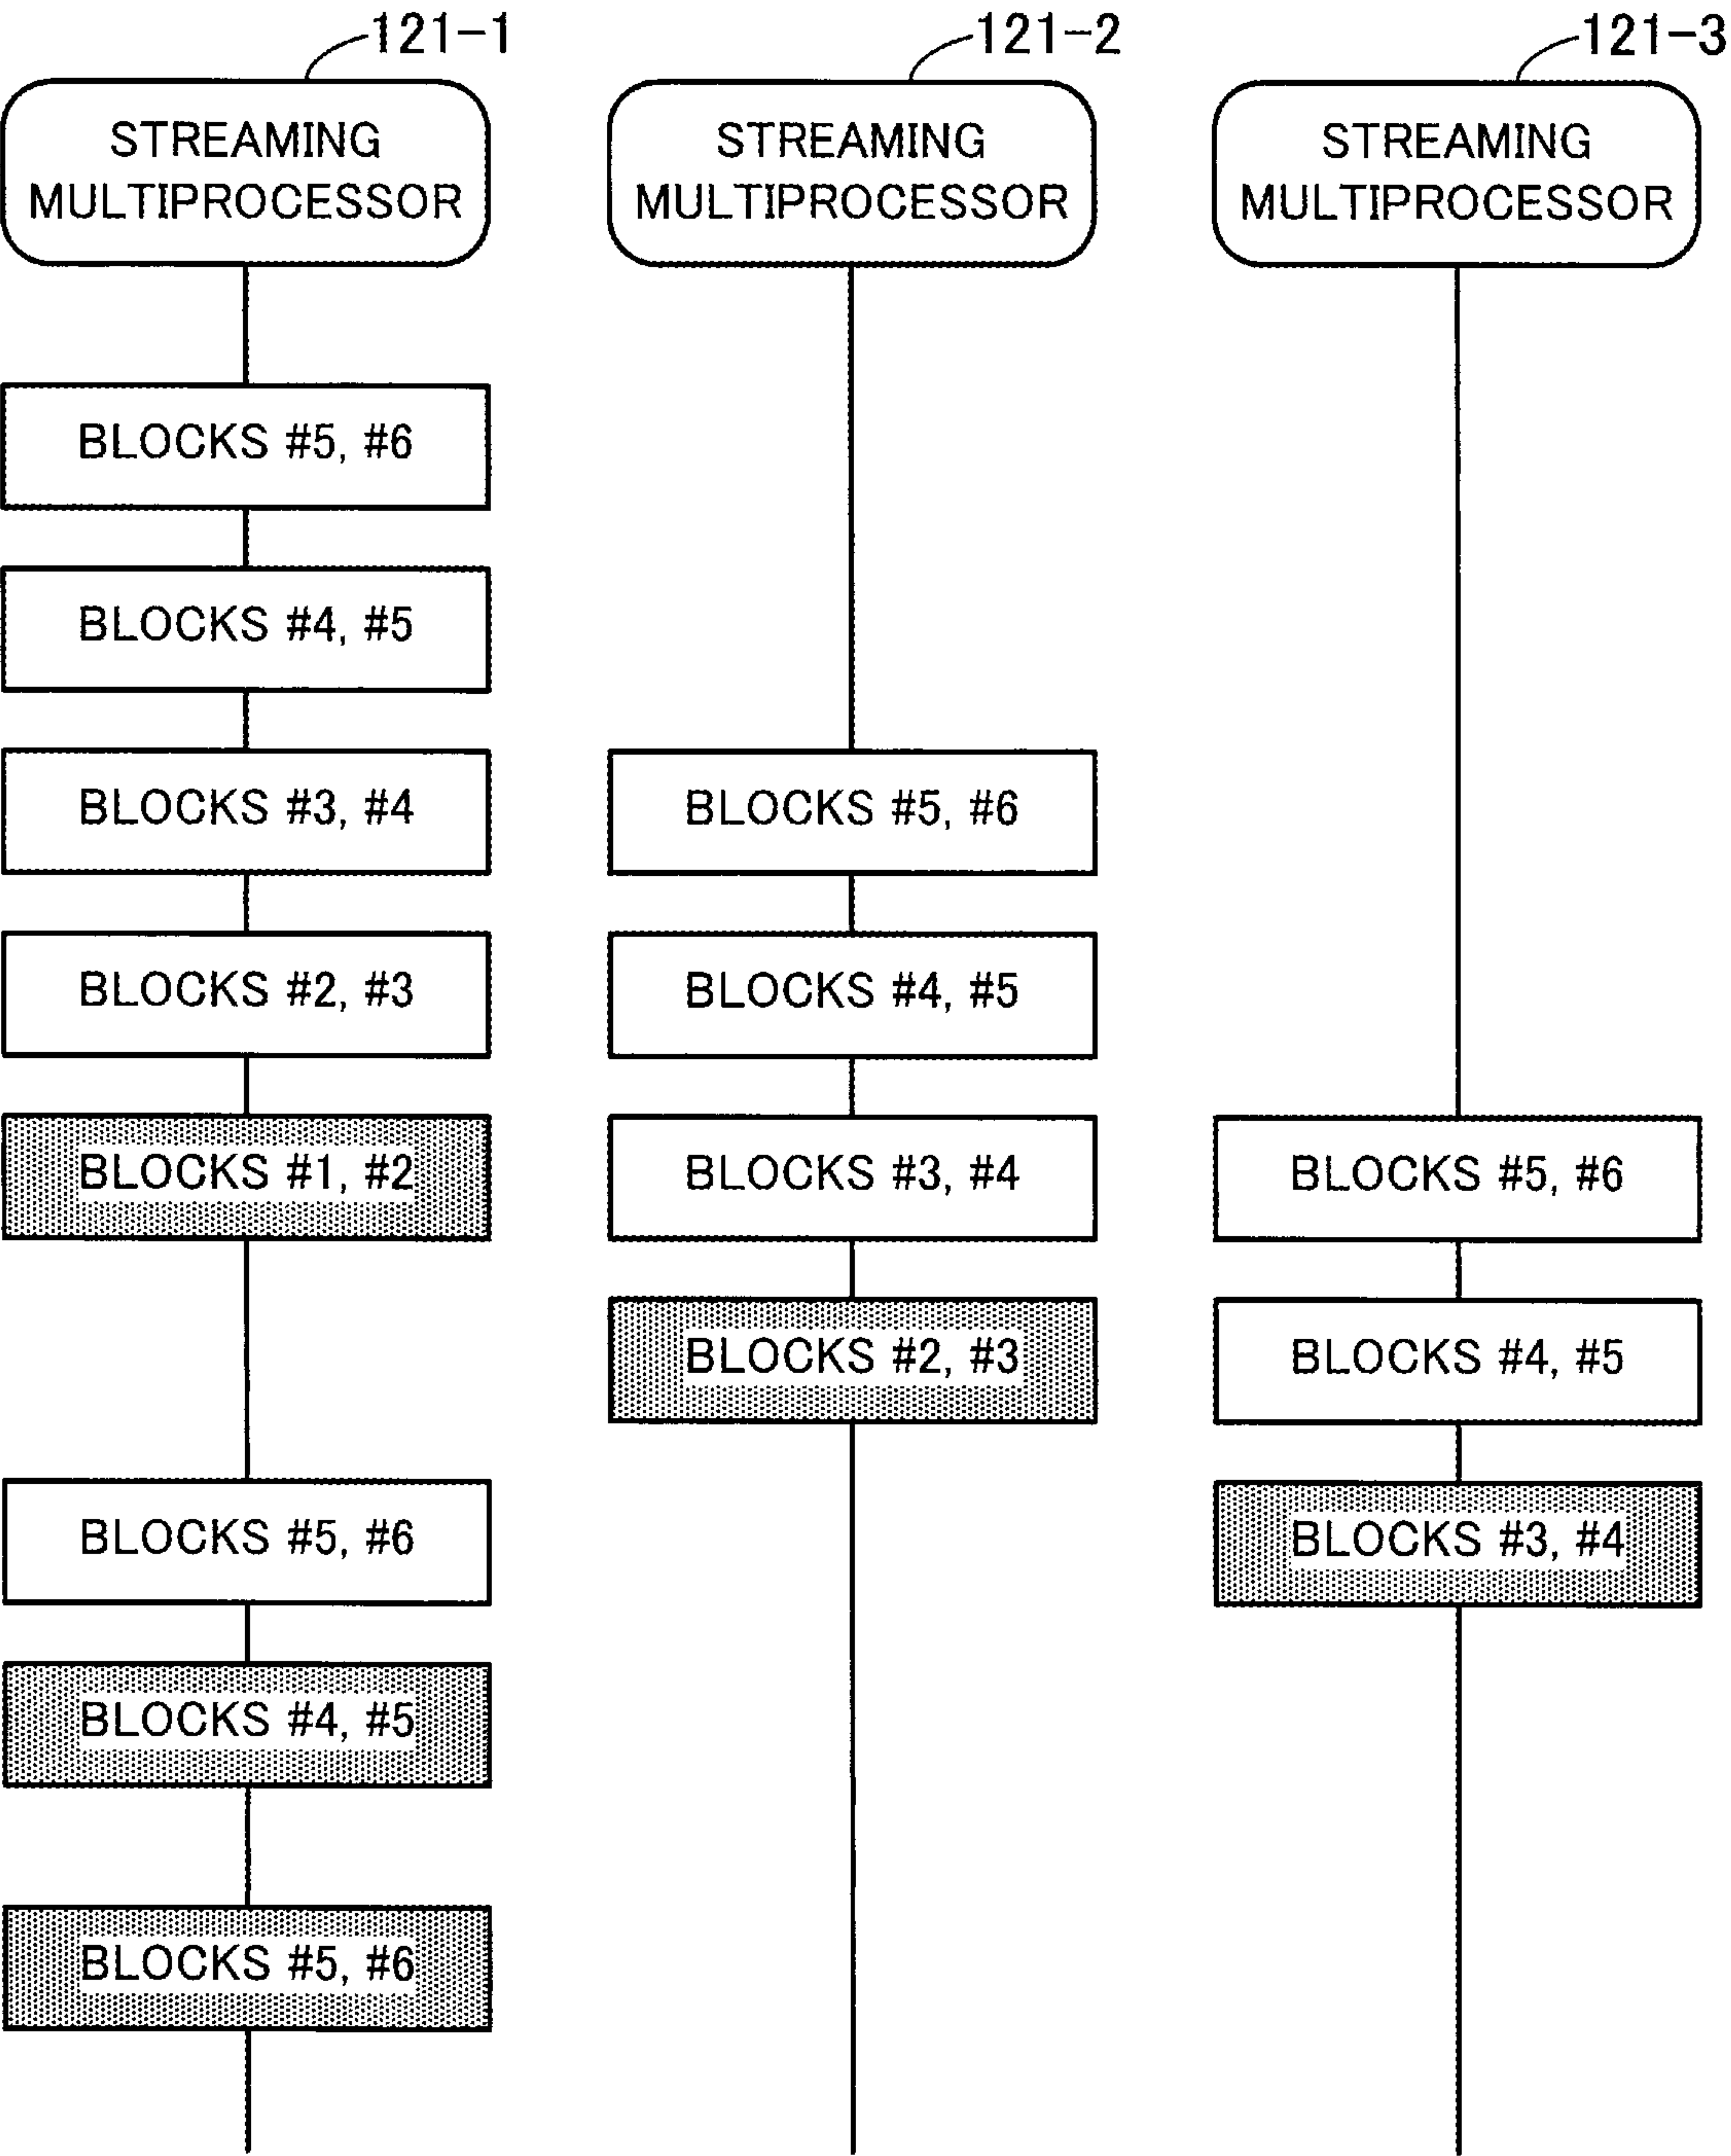 121-1
121-2
121-3
STREAMING
MULTIPROCESSOR
STREAMING
MULTIPROCESSOR
STREAMING
MULTIPROCESSOR
BLOCKS #5, #6
BLOCKS #4, #5
BLOCKS #3, #4
BLOCKS #2, #3
BLOCKS #1, #2
BLOCKS #5, #6
BLOCKS #4, #5
BLOCKS #5, #6
BLOCKS #5, #6
BLOCKS #4, #5
BLOCKS #3, #4
BLOCKS #2, #3
BLOCKS #5, #6
BLOCKS #4, #5
BLOCKS #3, #4